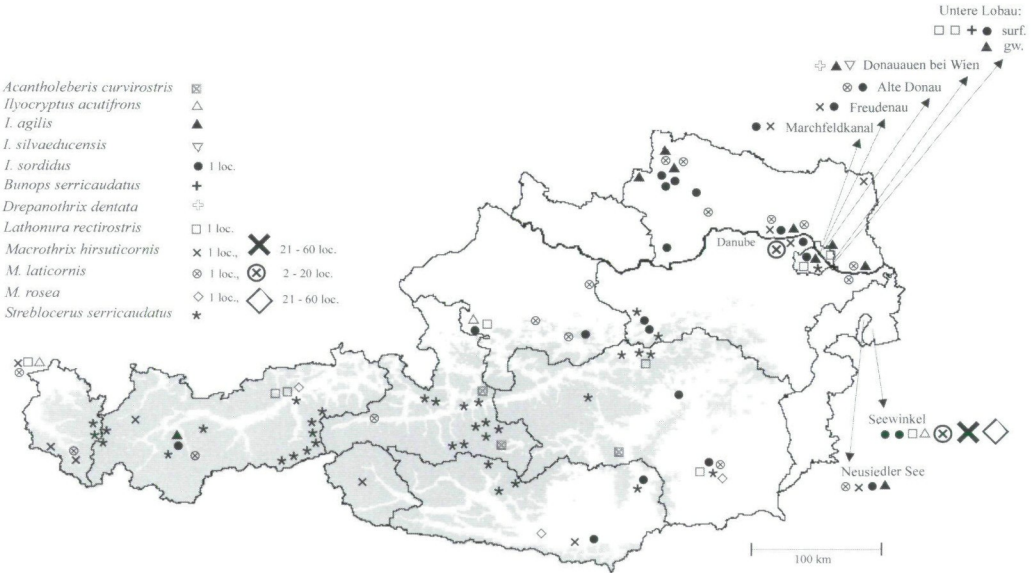 Untere Lobau:
surf.
gw.
Donauauen bei Wien
Alte Donau
Freudenau
Marchfeldkanal
Acantholeberis curvirostris
Ilyocryptus acutifrons
I. agilis
I. silvaeducensis
I. sordidus 1 loc.
Bunops serricaudatus
Drepanothrix dentata
Lathonura rectirostris 1 loc.
Macrothrix hirsuticornis 1 loc., 21 - 60 loc.
M. laticornis 1 loc., 2 - 20 loc.
M. rosea 1 loc., 21 - 60 loc.
Streblocerus serricaudatus
Danube
Seewinkel
Neusiedler See
100 km